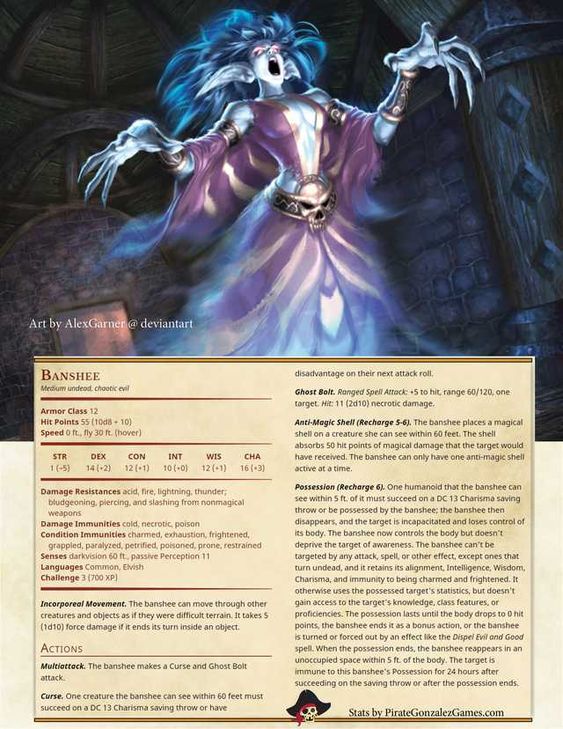 Art by AlexGarner @ deviantart
BANSHEE
Medium undead, chaotic evil
Armor Class 12
Hit Points 55 (10d8 + 10)
Speed 0 ft., fly 30 ft. (hover)
STR DEX CON INT WIS CHA
1 (-5) 14 (+2) 12 (+1) 10 (+0) 12 (+1) 16 (+3)
Damage Resistances acid, fire, lightning, thunder;
bludgeoning, piercing, and slashing from nonmagical
weapons
Damage Immunities cold, necrotic, poison
Condition Immunities charmed, exhaustion, frightened,
grappled, paralyzed, petrified, poisoned, prone, restrained
Senses darkvision 60 ft., passive Perception 11
Languages Common, Elvish
Challenge 3 (700 XP)
Incorporeal Movement. The banshee can move through other
creatures and objects as if they were difficult terrain. It takes 5
(1d10) force damage if it ends its turn inside an object.
ACTIONS
Multiattack. The banshee makes a Curse and Ghost Bolt
attack.
Curse. One creature the banshee can see within 60 feet must
succeed on a DC 13 Charisma saving throw or have
disadvantage on their next attack roll.
Ghost Bolt. Ranged Spell Attack: +5 to hit, range 60/120, one
target. Hit: 11 (2d10) necrotic damage.
Anti-Magic Shell (Recharge 5-6). The banshee places a magical
shell on a creature she can see within 60 feet. The shell
absorbs 50 hit points of magical damage that the target would
have received. The banshee can only have one anti-magic shell
active at a time.
Possession (Recharge 6). One humanoid that the banshee can
see within 5 ft. of it must succeed on a DC 13 Charisma saving
throw or be possessed by the banshee; the banshee then
disappears, and the target is incapacitated and loses control of
its body. The banshee now controls the body but doesn't
deprive the target of awareness. The banshee can't be
targeted by any attack, spell, or other effect, except ones that
turn undead, and it retains its alignment, Intelligence, Wisdom,
Charisma, and immunity to being charmed and frightened. It
otherwise uses the possessed target's statistics, but doesn't
gain access to the target's knowledge, class features, or
proficiencies. The possession lasts until the body drops to 0 hit
points, the banshee ends it as a bonus action, or the banshee
is turned or forced out by an effect like the Dispel Evil and Good
spell. When the possession ends, the banshee reappears in an
unoccupied space within 5 ft. of the body. The target is
immune to this banshee's Possession for 24 hours after
succeeding on the saving throw or after the possession ends.
Stats by PirateGonzalezGames.com